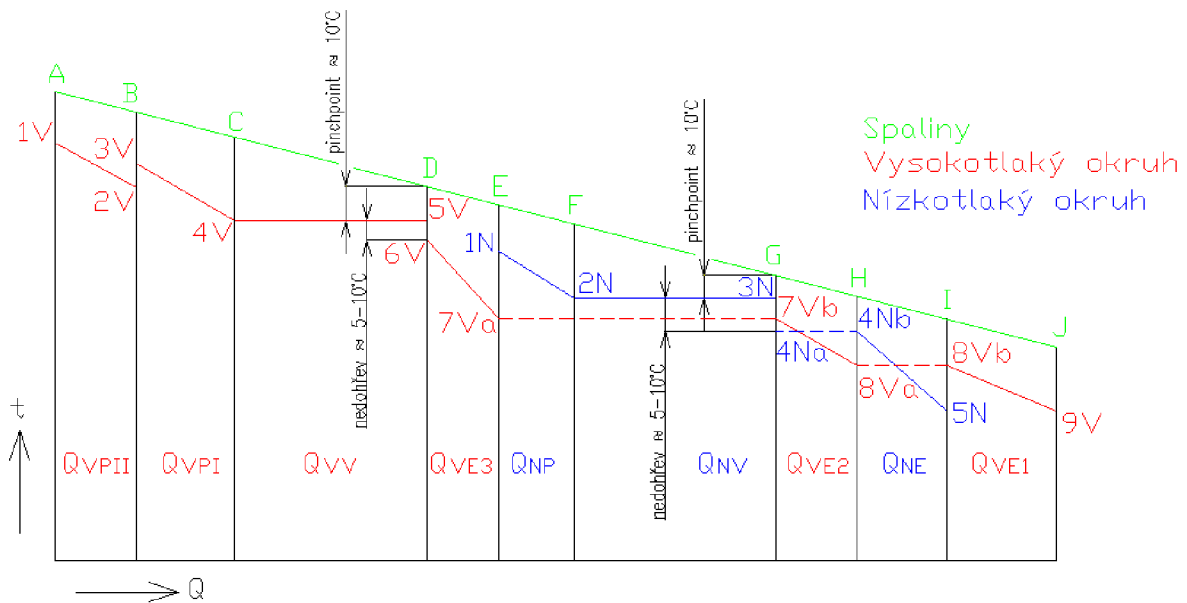 A
B
C
1V
3V
2V
4V
pinchpoint ≈ 10°C
D
E
F
5V
6V
1N
2N
7Va
nedohřev ≈ 5-10°C
pinchpoint ≈ 10°C
G
H
I
J
3N
7Vb
4Nb
4Na
8Vb
8Va
5N
9V
nedohřev ≈ 5-10°C
Spaliny
Vysokotlaký okruh
Nízkotlaký okruh
t
QVPII
QVPI
QVV
QVE3
QNP
QNV
QVE2
QNE
QVE1
Q